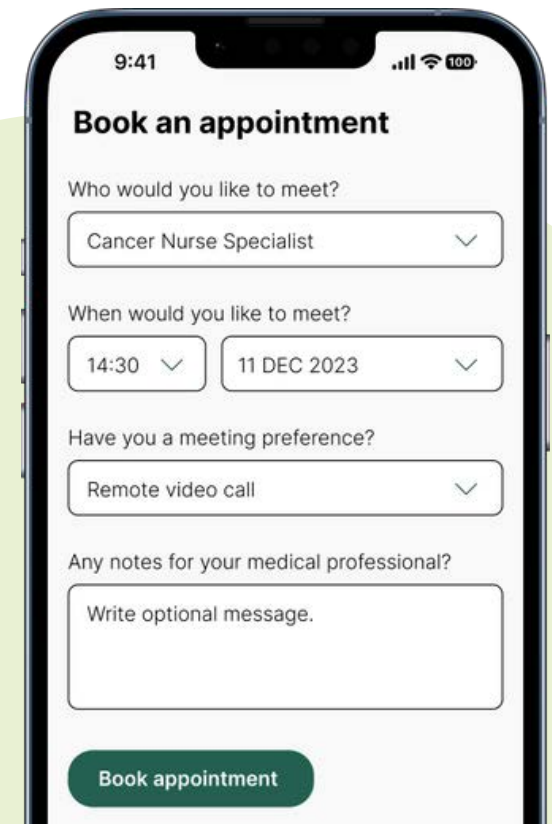 9:41
100
Book an appointment
Who would you like to meet?
Cancer Nurse Specialist
When would you like to meet?
14:30 11 DEC 2023
Have you a meeting preference?
Remote video call
Any notes for your medical professional?
Write optional message.
Book appointment